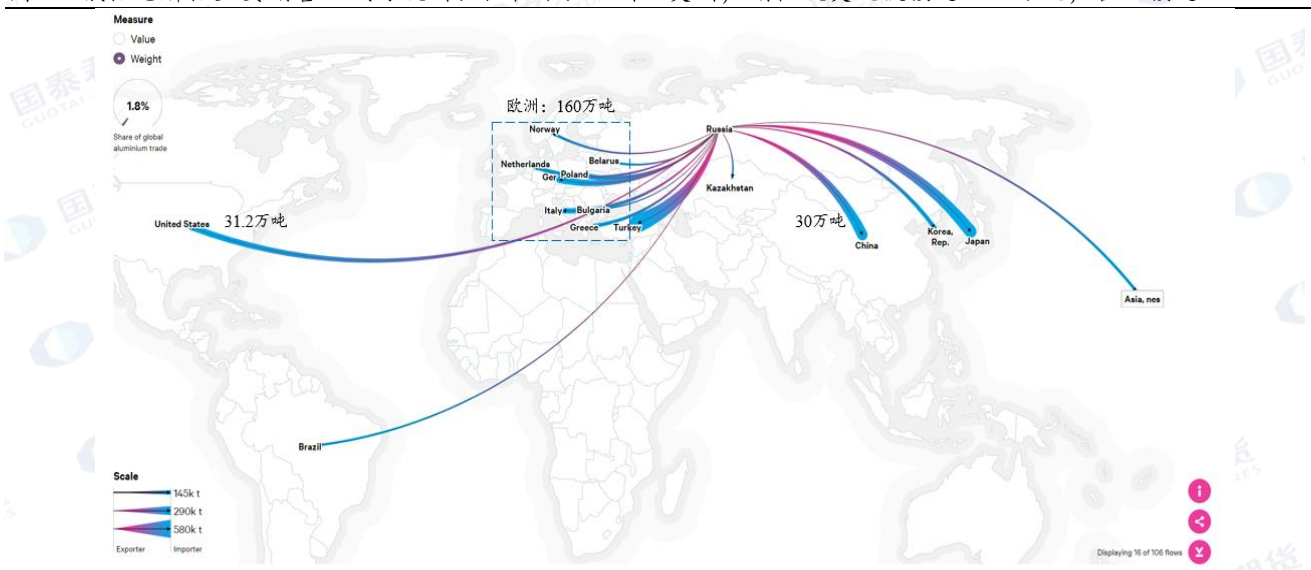 Measure
Value
Weight
1.8%
Share of global
aluminium trade
欧洲：160万吨
Norway
Russia
Netherlands
Belarus
Ger
Poland
Kazakhstan
Italy
Bulgaria
United States
31.2万吨
Greece
Turkey
30万吨
China
Korea,
Rep.
Japan
Asia, nes
Brazil
Scale
145k t
290k t
580k t
Exporter
Importer
Displaying 16 of 106 flows